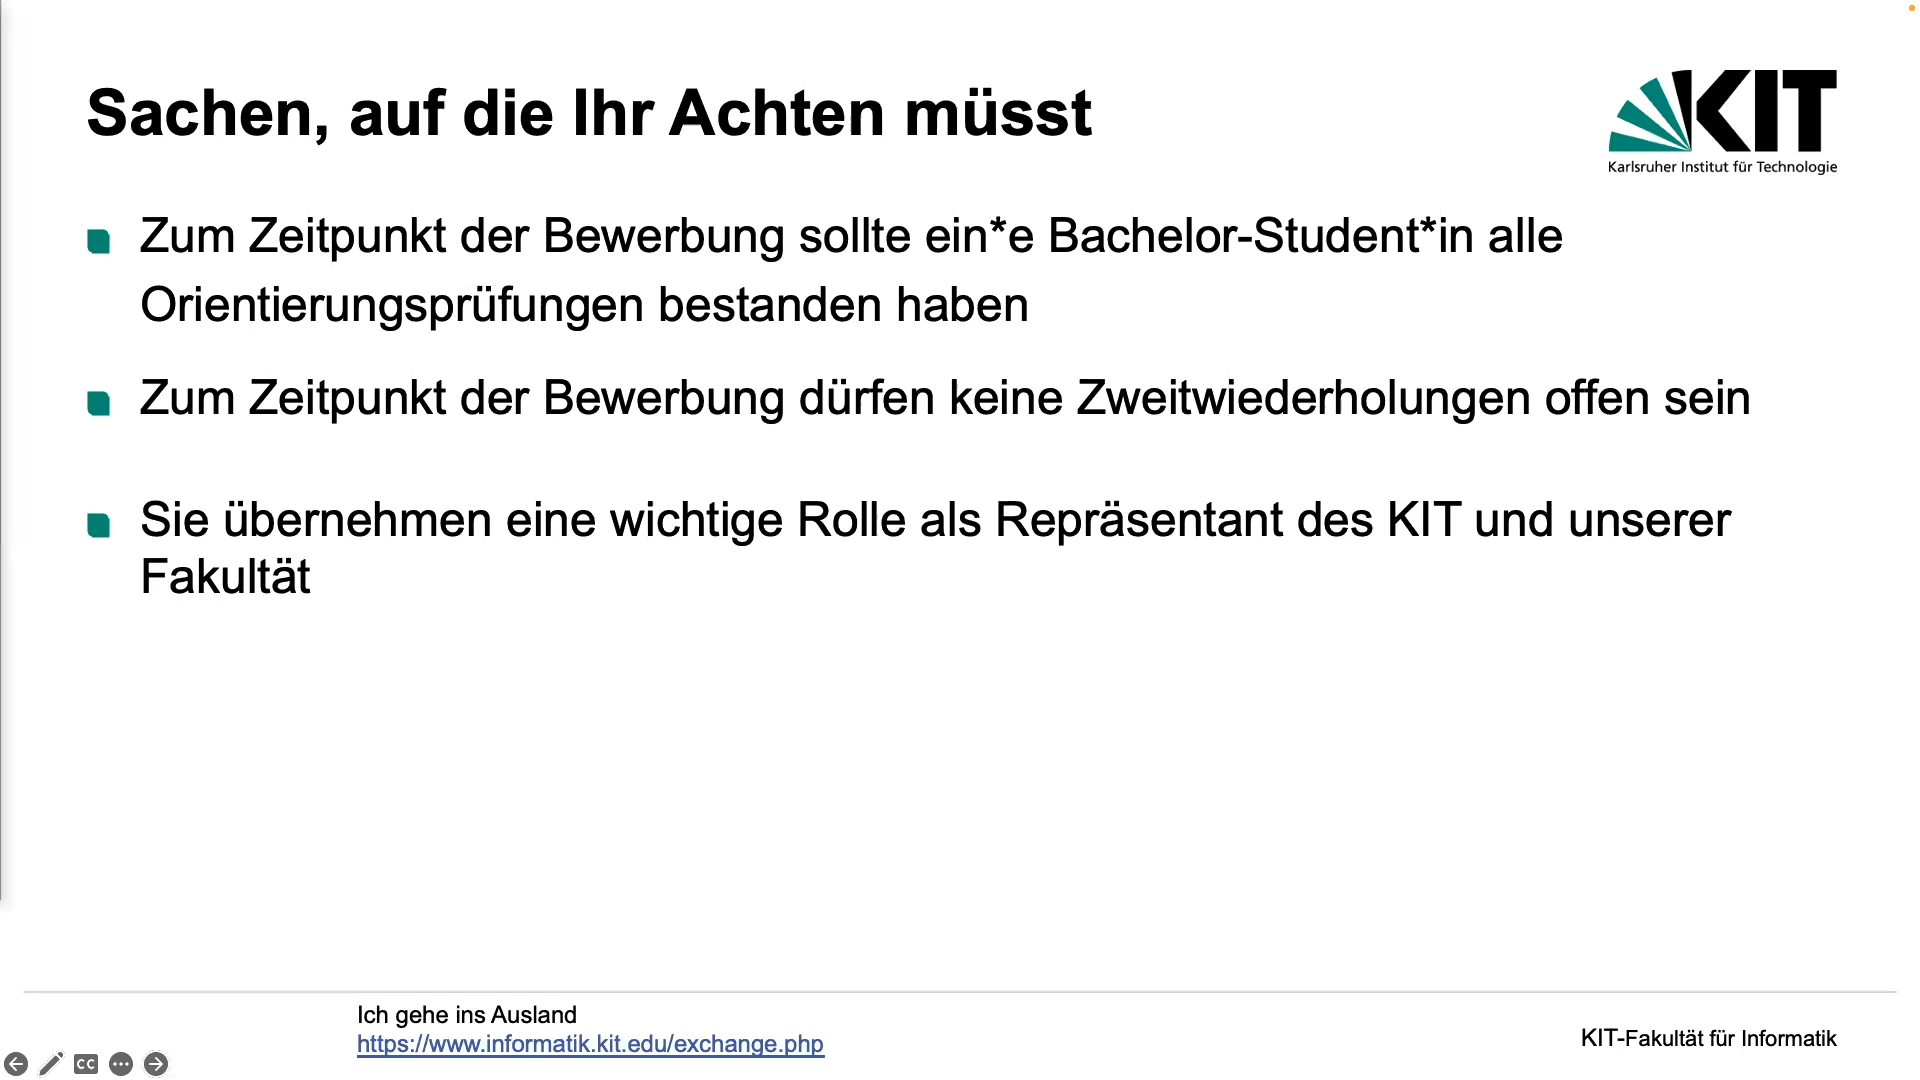 Sachen, auf die Ihr Achten müsst
KIT
Karlsruher Institut für Technologie
Zum Zeitpunkt der Bewerbung sollte ein*e Bachelor-Student*in alle
Orientierungsprüfungen bestanden haben
Zum Zeitpunkt der Bewerbung dürfen keine Zweitwiederholungen offen sein
Sie übernehmen eine wichtige Rolle als Repräsentant des KIT und unserer
Fakultät
Ich gehe ins Ausland
https://www.informatik.kit.edu/exchange.php
KIT-Fakultät für Informatik
CC